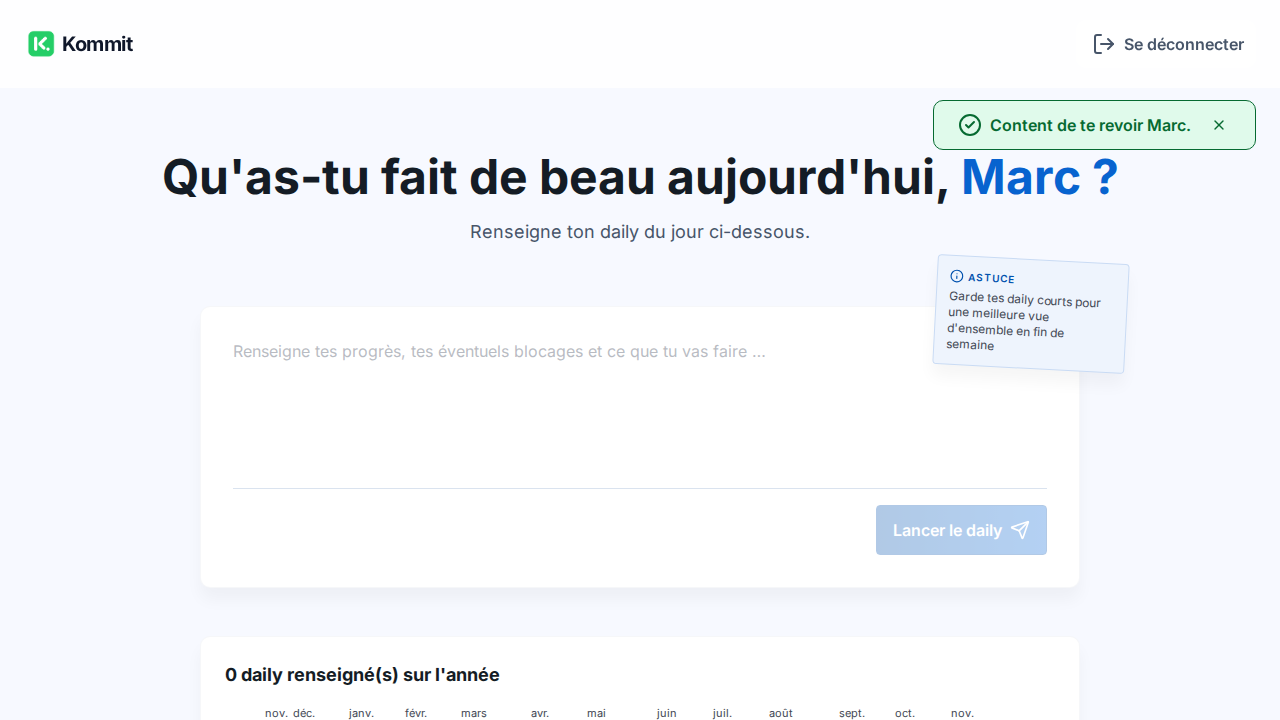 Kommit
Se déconnecter
Content de te revoir Marc.
Qu'as-tu fait de beau aujourd'hui, Marc ?
Renseigne ton daily du jour ci-dessous.
ASTUCE
Garde tes daily courts pour
une meilleure vue
d'ensemble en fin de
semaine
Renseigne tes progrès, tes éventuels blocages et ce que tu vas faire ...
Lancer le daily
0 daily renseigné(s) sur l'année
nov. déc. janv. févr. mars avr. mai juin juil. août sept. oct. nov.